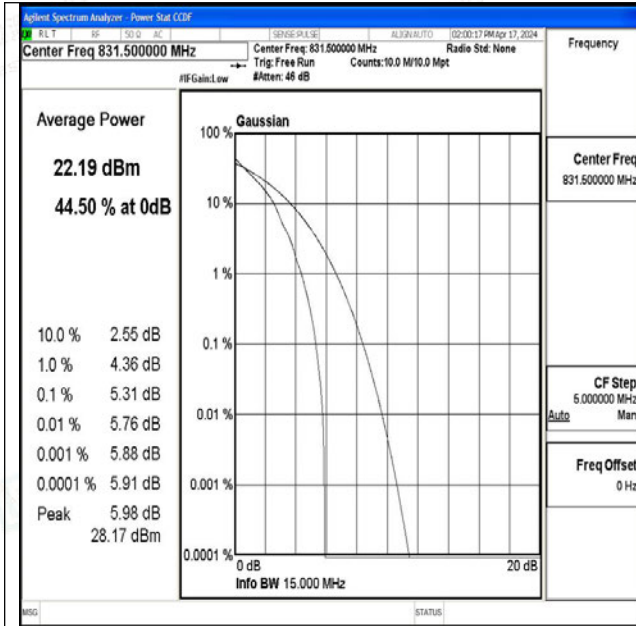 Agilent Spectrum Analyzer - Power Stat CCDF
RLT RF 50 Ω AC SENSE:PULSE ALIGNAUTO 02:00:17 PM Apr 17, 2024
Center Freq 831.500000 MHz
Center Freq: 831.500000 MHz Radio Std: None
Trig: Free Run Counts:10.0 M/10.0 Mpt
#IFGain:Low #Atten: 46 dB
Frequency
Average Power
22.19 dBm
44.50 % at 0dB
10.0 % 2.55 dB
1.0 % 4.36 dB
0.1 % 5.31 dB
0.01 % 5.76 dB
0.001 % 5.88 dB
0.0001 % 5.91 dB
Peak 5.98 dB
28.17 dBm
Gaussian
100 %
10 %
1 %
0.1 %
0.01 %
0.001 %
0.0001 %
0 dB 20 dB
Info BW 15.000 MHz
Center Freq
831.500000 MHz
CF Step
5.000000 MHz
Auto Man
Freq Offset
0 Hz
MSG STATUS